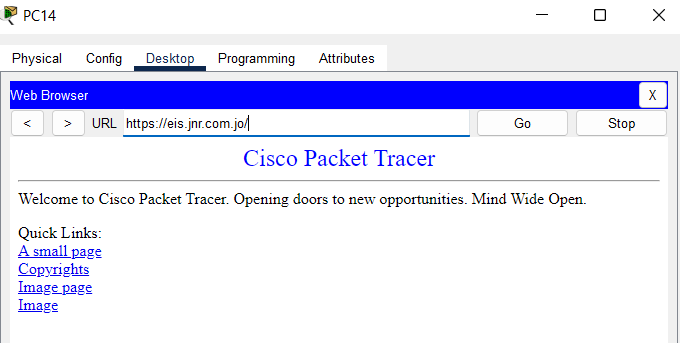 PC14
Physical Config Desktop Programming Attributes
Web Browser X
< > URL https://eis.jnr.com.jo/ Go Stop
Cisco Packet Tracer
Welcome to Cisco Packet Tracer. Opening doors to new opportunities. Mind Wide Open.
Quick Links:
A small page
Copyrights
Image page
Image